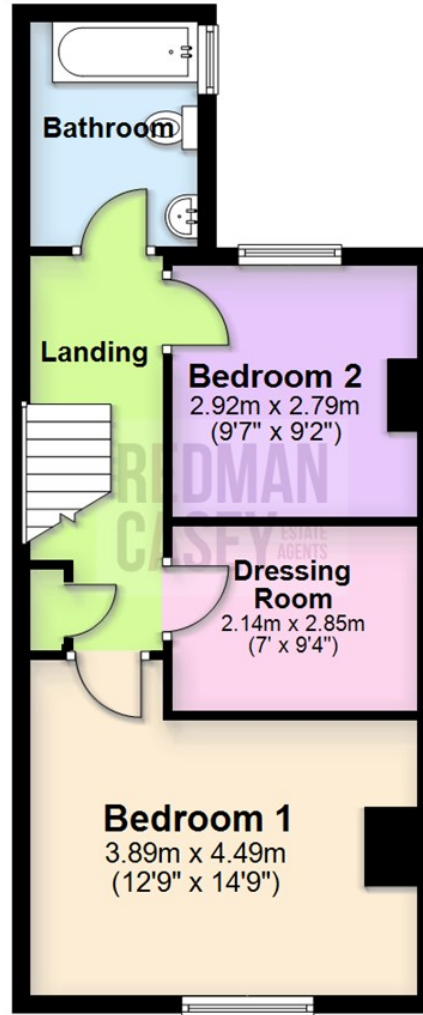 Bathroom
Landing
Bedroom 2
2.92m x 2.79m
(9'7" x 9'2")
REDMAN
CASEY ESTATE
AGENTS
Dressing
Room
2.14m x 2.85m
(7' x 9'4")
Bedroom 1
3.89m x 4.49m
(12'9" x 14'9")